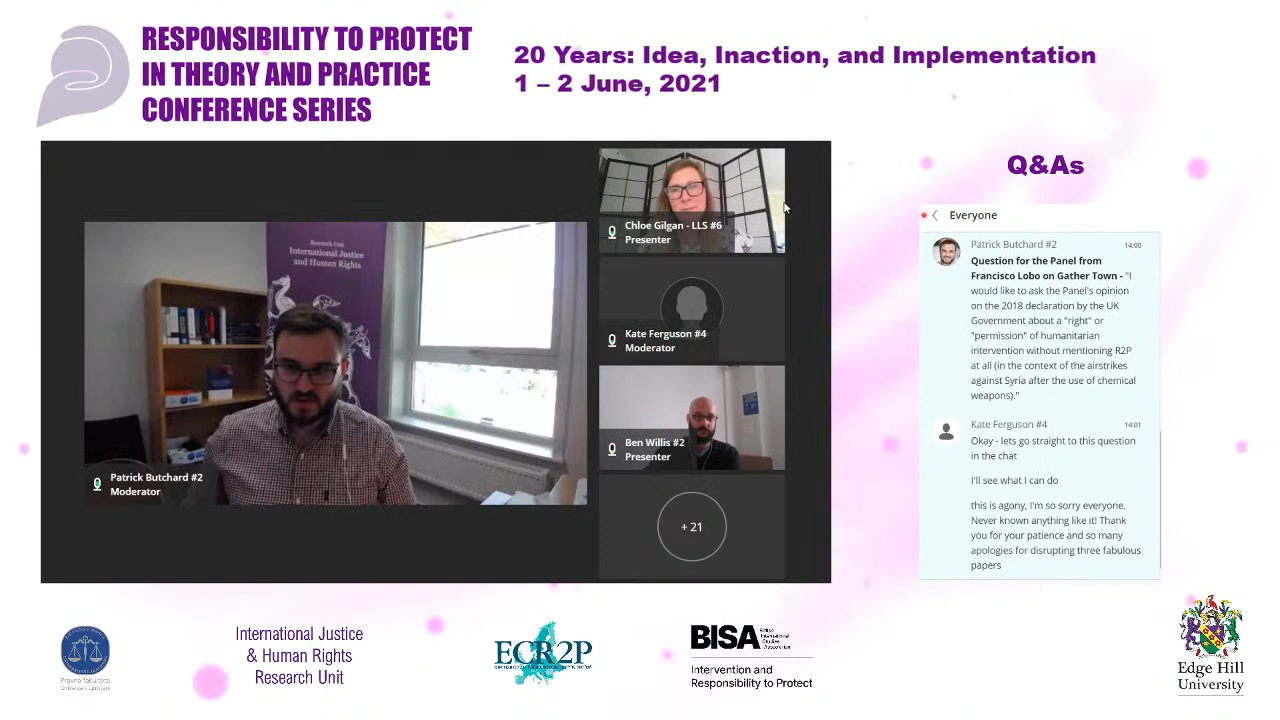 RESPONSIBILITY TO PROTECT
IN THEORY AND PRACTICE
CONFERENCE SERIES
20 Years: Idea, Inaction, and Implementation
1 – 2 June, 2021
Research Unit
International Justice
and Human Rights
Patrick Butchard #2
Moderator
Chloe Gilgan - LLS #6
Presenter
Kate Ferguson #4
Moderator
Ben Willis #2
Presenter
+ 21
Q&As
Everyone
Patrick Butchard #2 14:00
Question for the Panel from
Francisco Lobo on Gather Town - "I
would like to ask the Panel's opinion
on the 2018 declaration by the UK
Government about a "right" or
"permission" of humanitarian
intervention without mentioning R2P
at all (in the context of the airstrikes
against Syria after the use of chemical
weapons)."
Kate Ferguson #4 14:01
Okay - lets go straight to this question
in the chat
I'll see what I can do
this is agony, I'm so sorry everyone.
Never known anything like it! Thank
you for your patience and so many
apologies for disrupting three fabulous
papers
Pravna fakulteta
Univerza v Ljubljani
International Justice
& Human Rights
Research Unit
ECR2P
BISA
British
International
Studies
Association
Intervention and
Responsibility to Protect
Edge Hill
University